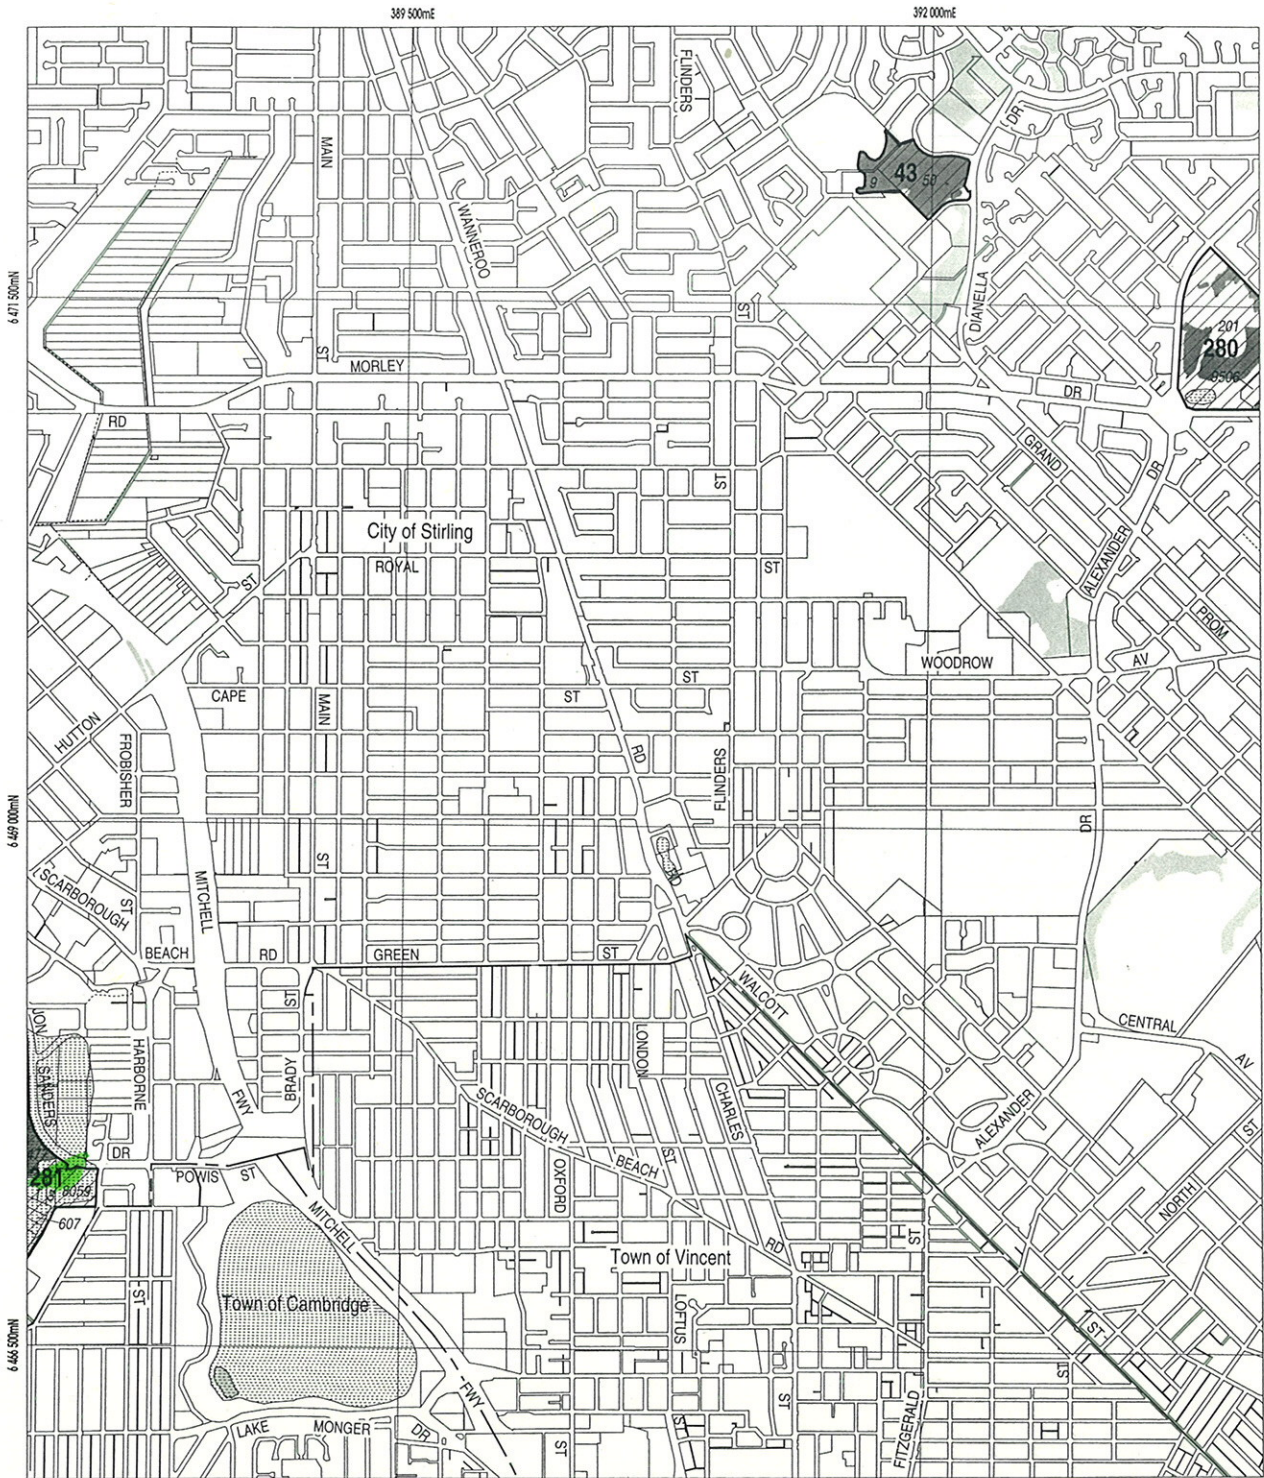 389 500mE
392 000mE
FLINDERS
DR
MAIN
43
9
58
WANNEROO
6 471 500mN
DIANELLA
ST
201
280
9506
ST
MORLEY
DR
RD
GRAND
ST
DR
City of Stirling
ROYAL
ST
ST
ALEXANDER
PROM
WOODROW
AV
ST
CAPE
MAIN
ST
HUTTON
FROBISHER
RD
FLINDERS
6 469 000mN
DR
ST
RD
SCARBOROUGH
ST
MITCHELL
BEACH
RD
GREEN
ST
WALCOTT
ST
CENTRAL
AV
JON
SANDERS
HARBORNE
BRADY
LONDON
FWY
SCARBOROUGH
CHARLES
ALEXANDER
ST
DR
BEACH
ST
281
POWIS
ST
OXFORD
NORTH
607
MITCHELL
RD
ST
Town of Vincent
ST
Town of Cambridge
LOFTUS
ST
6 466 500mN
ST
FWY
ST
FITZGERALD
LAKE
MONGER
DR
ST
ST